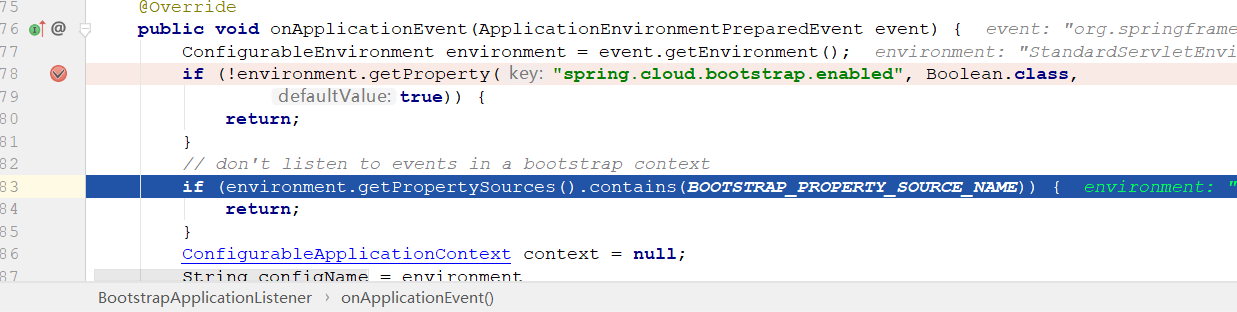 75 @Override
76 @ public void onApplicationEvent(ApplicationEnvironmentPreparedEvent event) { event: "org.springframe
77 ConfigurableEnvironment environment = event.getEnvironment(); environment: "StandardServletEnvi
78 if (!environment.getProperty( key: "spring.cloud.bootstrap.enabled", Boolean.class,
79 defaultValue: true)) {
80 return;
81 }
82 // don't listen to events in a bootstrap context
83 if (environment.getPropertySources().contains(BOOTSTRAP_PROPERTY_SOURCE_NAME)) { environment: "
84 return;
85 }
86 ConfigurableApplicationContext context = null;
87 String configName = environment
BootstrapApplicationListener › onApplicationEvent()